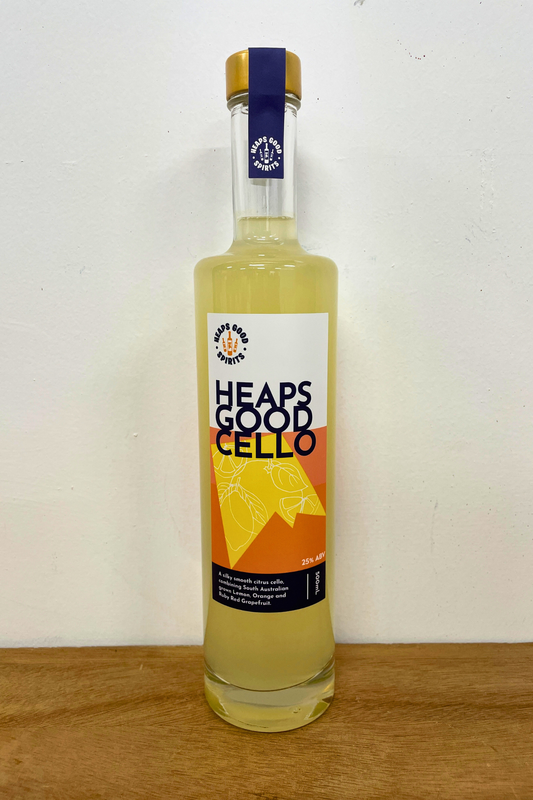 HEAPS GOOD
SPIRITS
HEAPS GOOD
SPIRITS
HEAPS
GOOD
CELLO
25% ABV
A silky smooth citrus cello,
combining South Australian
grown Lemon, Orange and
Ruby Red Grapefruit.
500mL